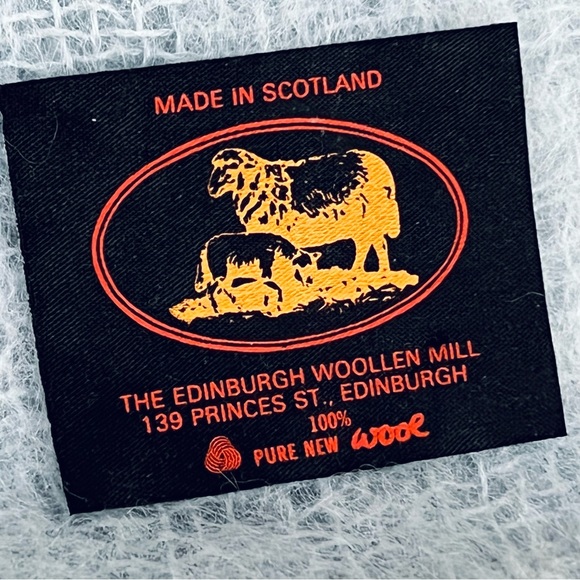 MADE IN SCOTLAND
THE EDINBURGH WOOLLEN MILL
139 PRINCES ST., EDINBURGH
100%
PURE NEW wool